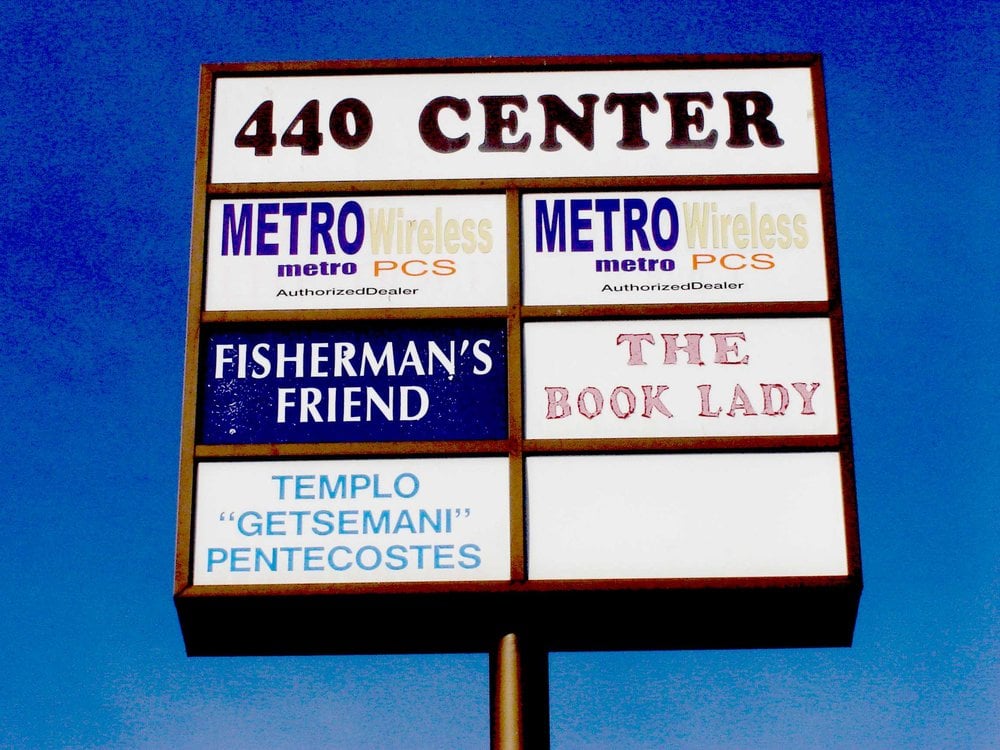 440 CENTER
METRO Wireless
metro PCS
AuthorizedDealer
METRO Wireless
metro PCS
AuthorizedDealer
FISHERMAN'S
FRIEND
THE
BOOK LADY
TEMPLO
“GETSEMANI”
PENTECOSTES